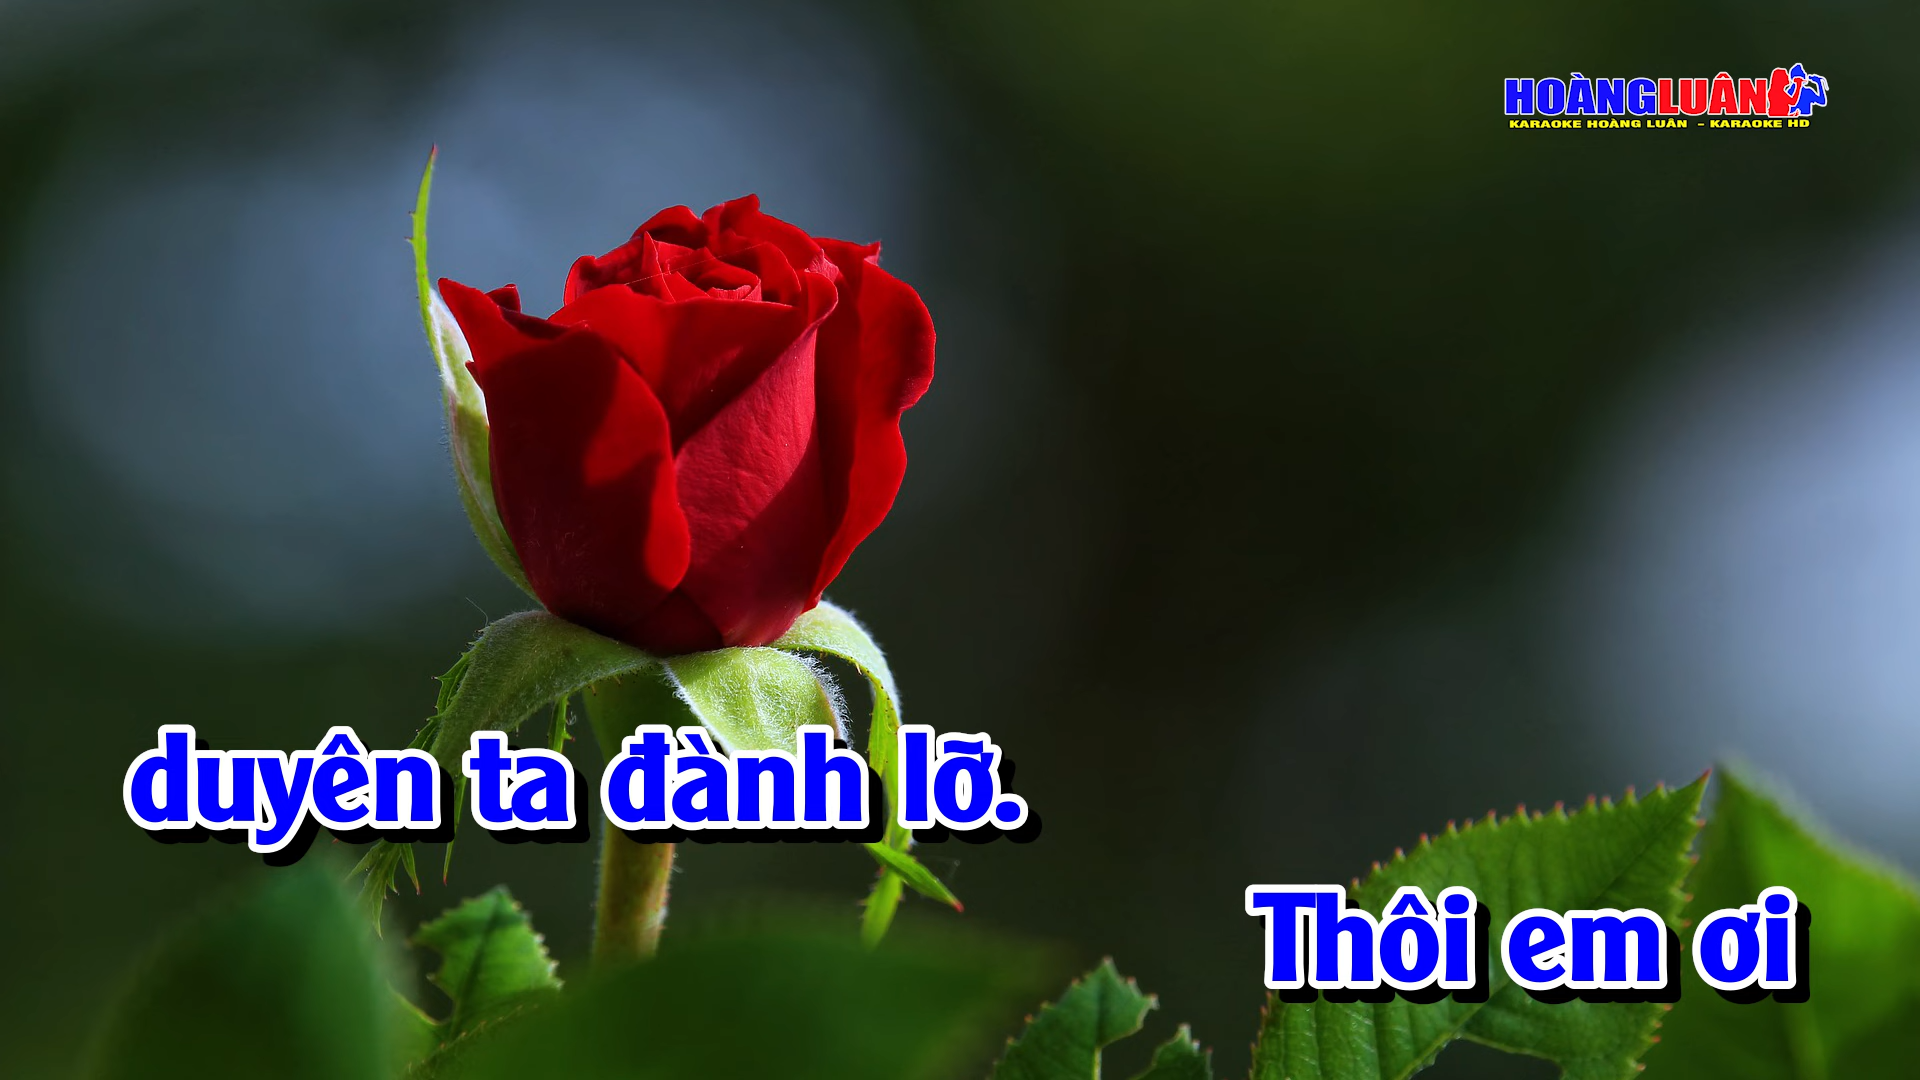 HOÀNGLUÂN
KARAOKE HOÀNG LUÂN - KARAOKE HD
duyên ta đành lỡ.
Thôi em ơi